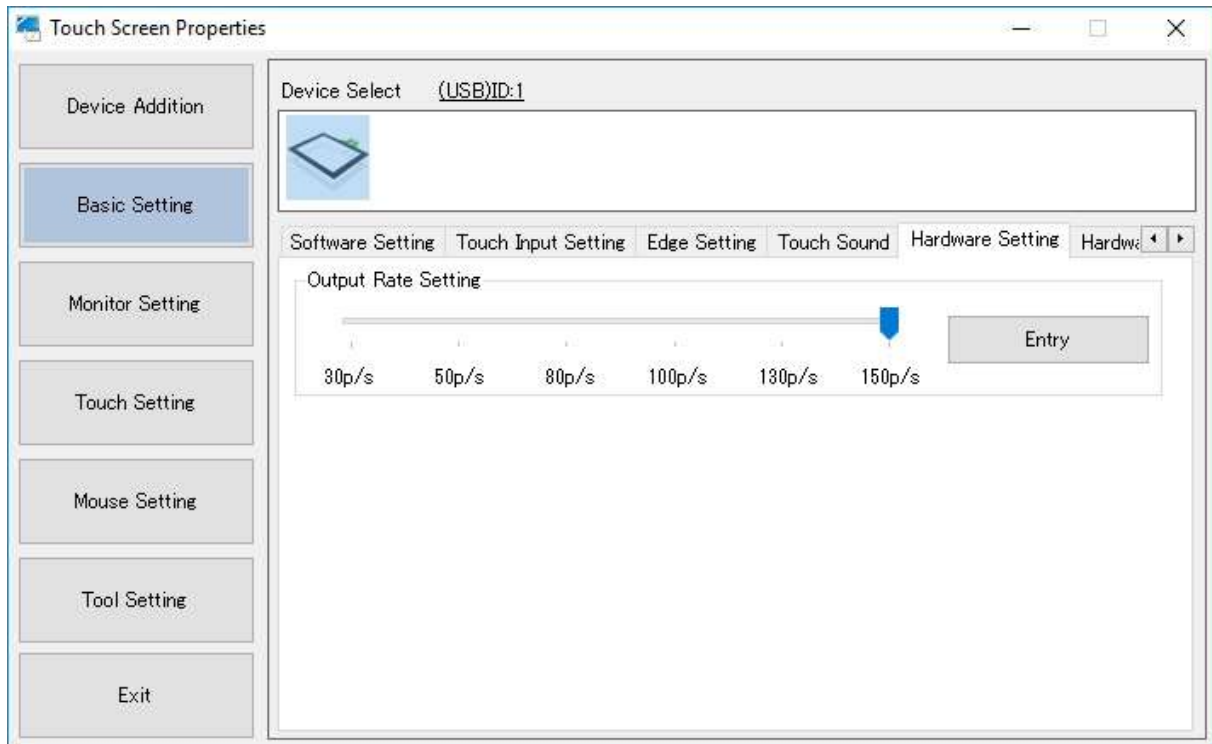 Touch Screen Properties
Device Addition
Basic Setting
Monitor Setting
Touch Setting
Mouse Setting
Tool Setting
Exit
Device Select (USB)ID:1
Software Setting Touch Input Setting Edge Setting Touch Sound Hardware Setting
Output Rate Setting
30p/s 50p/s 80p/s 100p/s 130p/s 150p/s
Entry